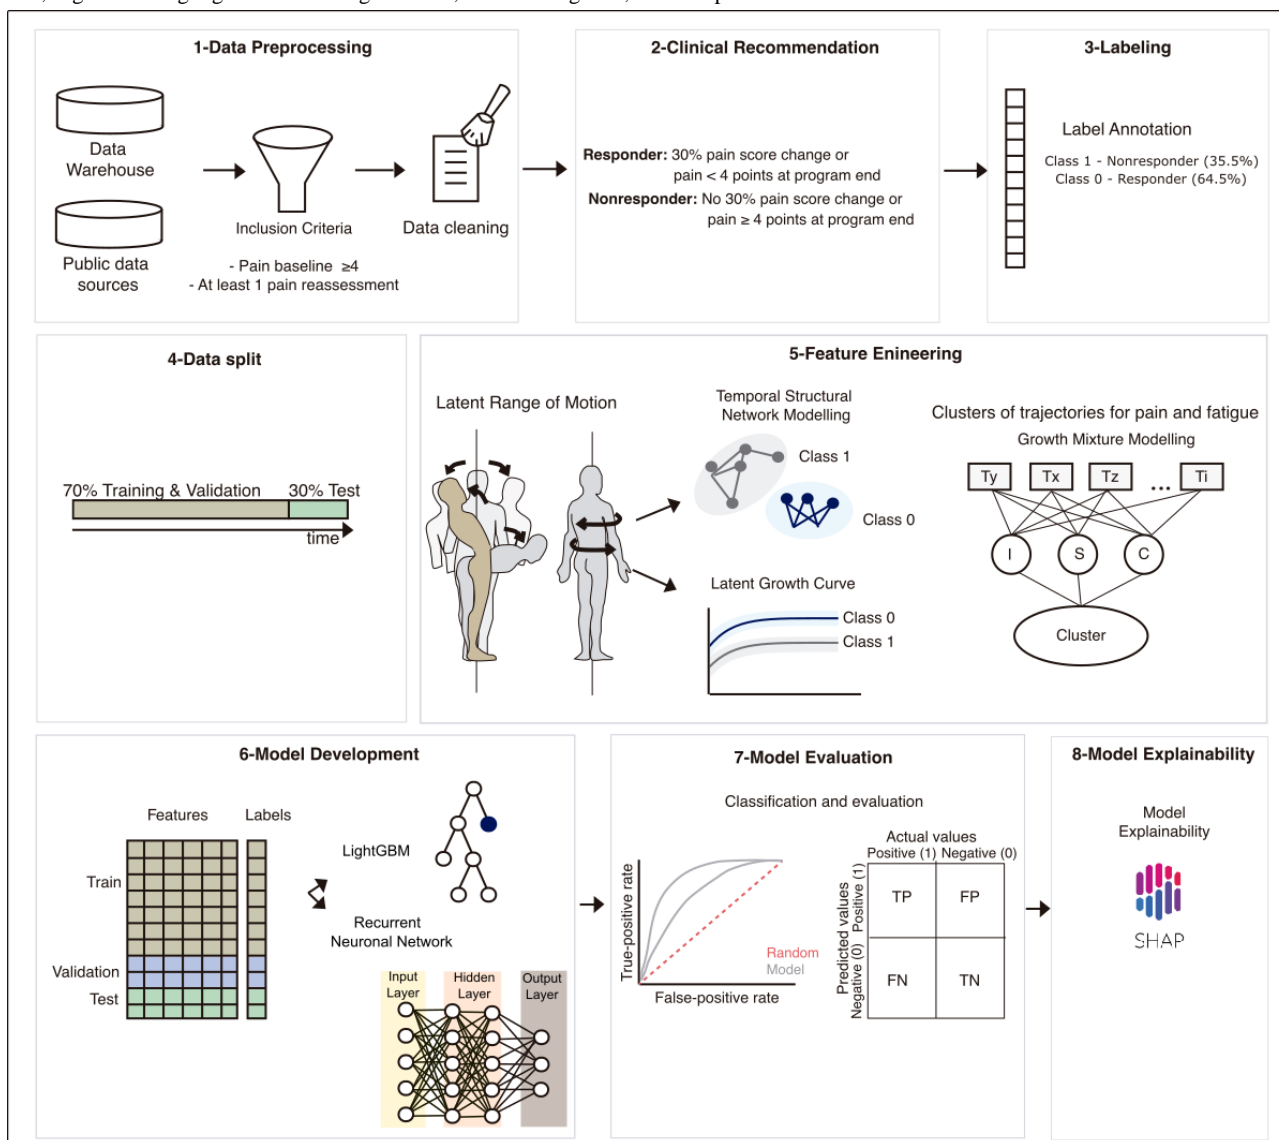 1-Data Preprocessing
Data
Warehouse
Public data
sources
Inclusion Criteria
- Pain baseline ≥4
- At least 1 pain reassessment
Data cleaning
2-Clinical Recommendation
Responder: 30% pain score change or
pain < 4 points at program end
Nonresponder: No 30% pain score change or
pain ≥ 4 points at program end
3-Labeling
Label Annotation
Class 1 - Nonresponder (35.5%)
Class 0 - Responder (64.5%)
4-Data split
70% Training & Validation
30% Test
time
5-Feature Enineering
Latent Range of Motion
Temporal Structural
Network Modelling
Class 1
Class 0
Latent Growth Curve
Class 0
Class 1
Clusters of trajectories for pain and fatigue
Growth Mixture Modelling
Ty Tx Tz ... Ti
I S C
Cluster
6-Model Development
Features Labels
Train
Validation
Test
LightGBM
Recurrent
Neuronal Network
Input
Layer
Hidden
Layer
Output
Layer
7-Model Evaluation
Classification and evaluation
True-positive rate
False-positive rate
Random
Model
Actual values
Positive (1) Negative (0)
Predicted values
Negative (0) Positive (1)
TP FP
FN TN
8-Model Explainability
Model
Explainability
SHAP